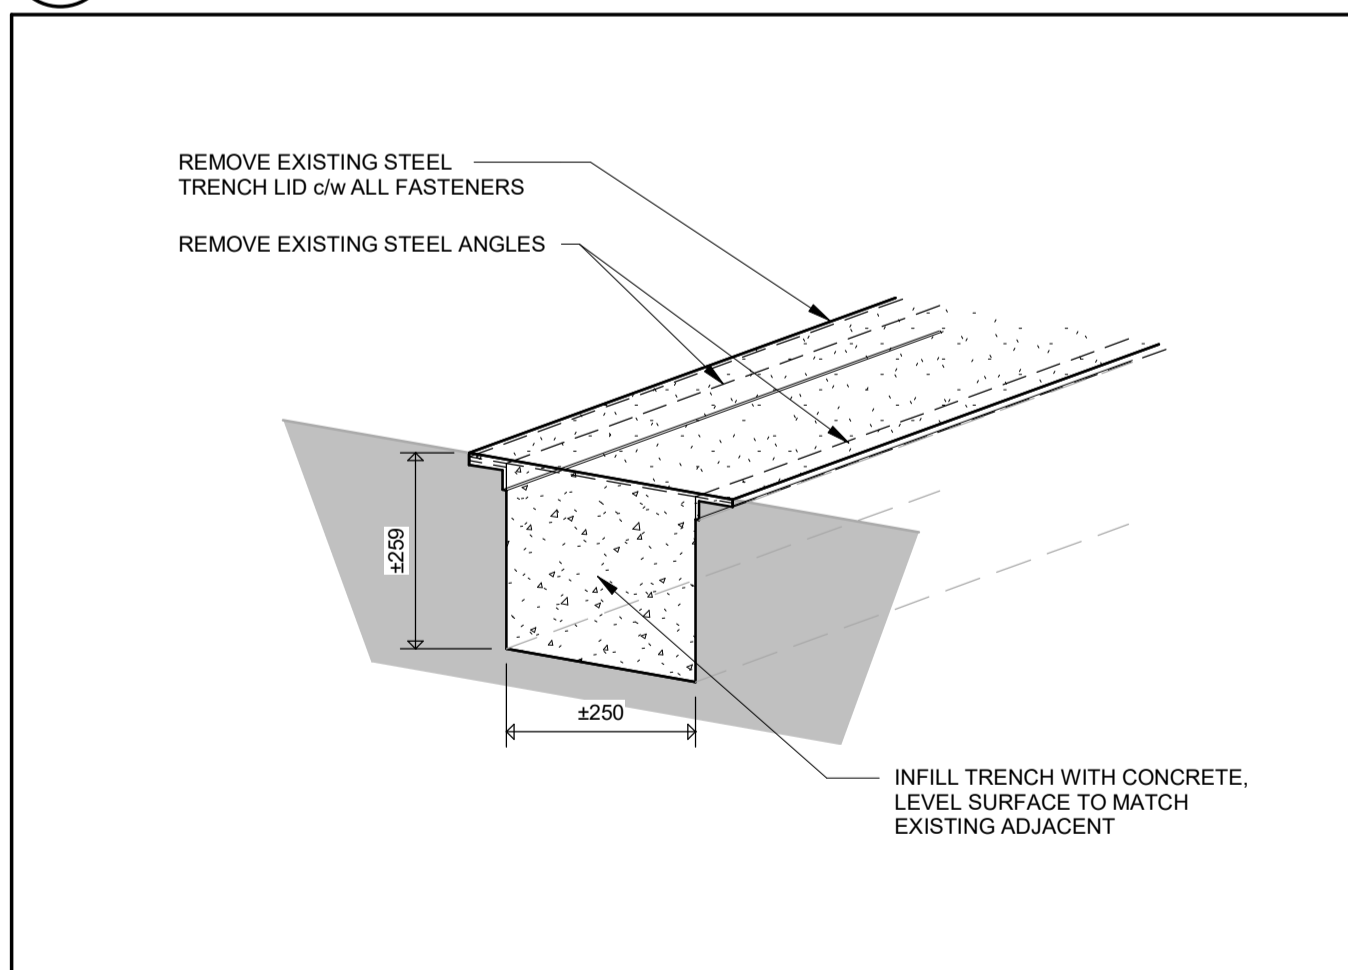 REMOVE EXISTING STEEL
TRENCH LID c/w ALL FASTENERS
REMOVE EXISTING STEEL ANGLES
±259
±250
INFILL TRENCH WITH CONCRETE,
LEVEL SURFACE TO MATCH
EXISTING ADJACENT